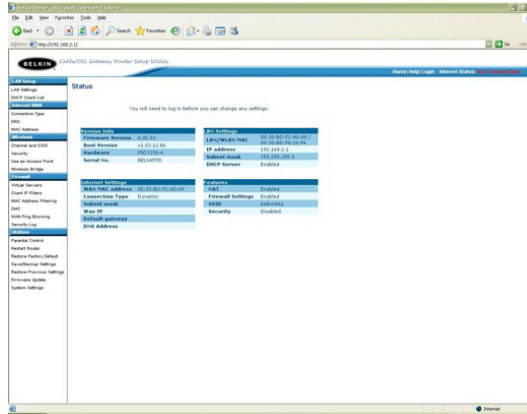 Setup Home - Microsoft Internet Explorer
File Edit View Favorites Tools Help
Back Search Favorites
Address http://192.168.2.1/ Go
BELKIN Cable/DSL Gateway Router Setup Utility
Home|Help|Login Internet Status:
LAN Setup
LAN Settings
DHCP Client List
Internet WAN
Connection Type
DNS
MAC Address
Wireless
Channel and SSID
Security
Use as Access Point
Wireless Bridge
Firewall
Virtual Servers
Client IP Filters
MAC Address Filtering
DMZ
WAN Ping Blocking
Security Log
Utilities
Parental Control
Restart Router
Restore Factory Default
Save/Backup Settings
Restore Previous Settings
Firmware Update
System Settings
Status
You will need to log in before you can change any settings.
Version Info
Firmware Version 4.05.03
Boot Version
Hardware
Serial No.
LAN Settings
LAN/WLAN MAC
IP address 192.168.2.1
Subnet mask 255.255.255.0
DHCP Server Enabled
Internet Settings
WAN MAC address
Connection Type Dynamic
Subnet mask
Wan IP
Default gateway
DNS Address
Features
NAT Enabled
Firewall Settings Enabled
SSID belkin54g
Security Disabled
Internet